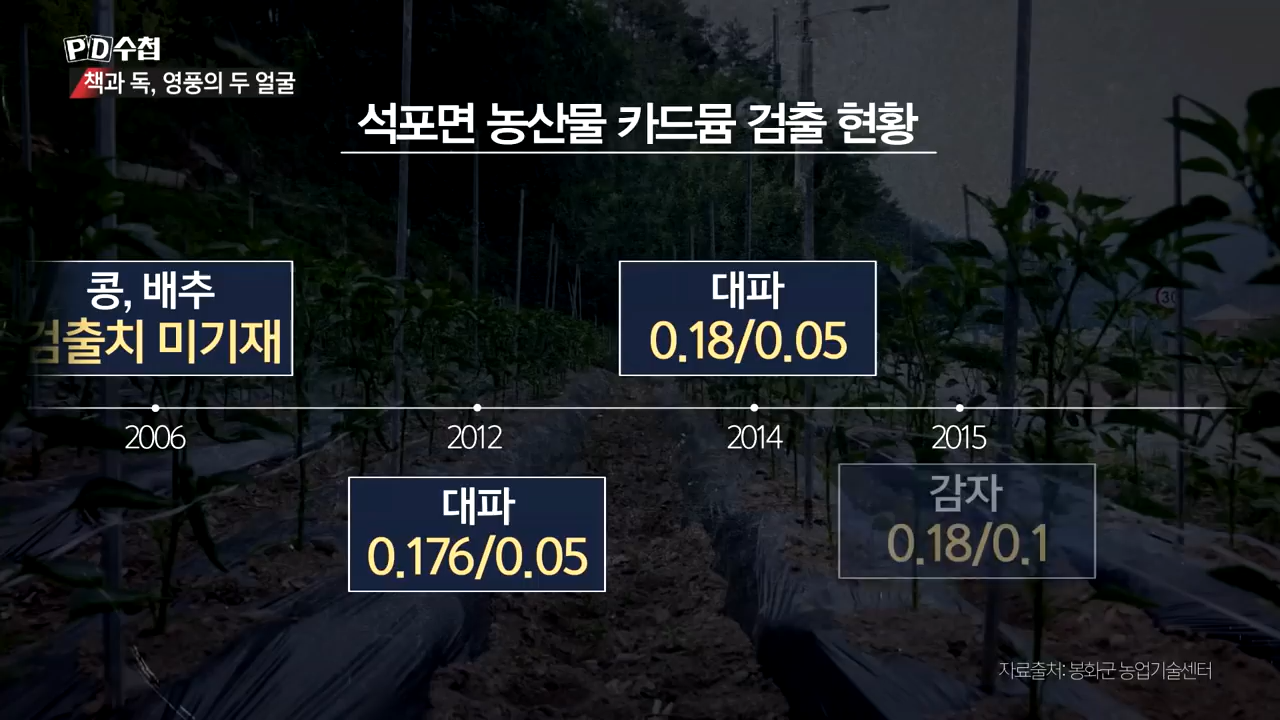 PD수첩
책과 독, 영풍의 두 얼굴
석포면 농산물 카드뮴 검출 현황
콩, 배추
검출치 미기재
대파
0.18/0.05
2006
2012
2014
2015
대파
0.176/0.05
감자
0.18/0.1
30
자료출처: 봉화군 농업기술센터